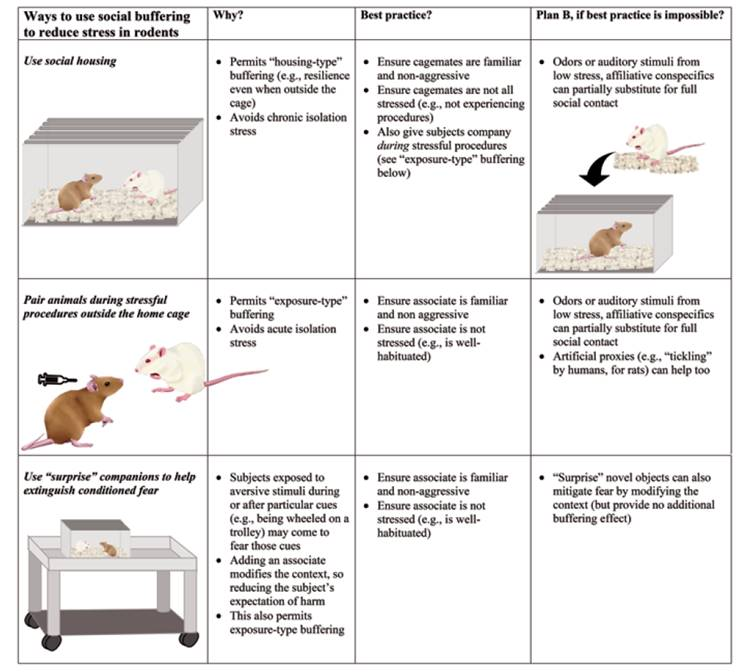 Ways to use social buffering
to reduce stress in rodents
Why?
Best practice?
Plan B, if best practice is impossible?
Use social housing
• Permits “housing-type”
buffering (e.g., resilience
even when outside the
cage)
• Avoids chronic isolation
stress
• Ensure cagemates are familiar
and non-aggressive
• Ensure cagemates are not all
stressed (e.g., not experiencing
procedures)
• Also give subjects company
during stressful procedures
(see “exposure-type” buffering
below)
• Odors or auditory stimuli from
low stress, affiliative conspecifics
can partially substitute for full
social contact
Pair animals during stressful
procedures outside the home cage
• Permits “exposure-type”
buffering
• Avoids acute isolation
stress
• Ensure associate is familiar
and non aggressive
• Ensure associate is not
stressed (e.g., is well-
habituated)
• Odors or auditory stimuli from
low stress, affiliative conspecifics
can partially substitute for full
social contact
• Artificial proxies (e.g., “tickling”
by humans, for rats) can help too
Use “surprise” companions to help
extinguish conditioned fear
• Subjects exposed to
aversive stimuli during
or after particular cues
(e.g., being wheeled on a
trolley) may come to
fear those cues
• Adding an associate
modifies the context, so
reducing the subject’s
expectation of harm
• This also permits
exposure-type buffering
• Ensure associate is familiar
and non-aggressive
• Ensure associate is not
stressed (e.g., is well-
habituated)
• “Surprise” novel objects can also
mitigate fear by modifying the
context (but provide no additional
buffering effect)